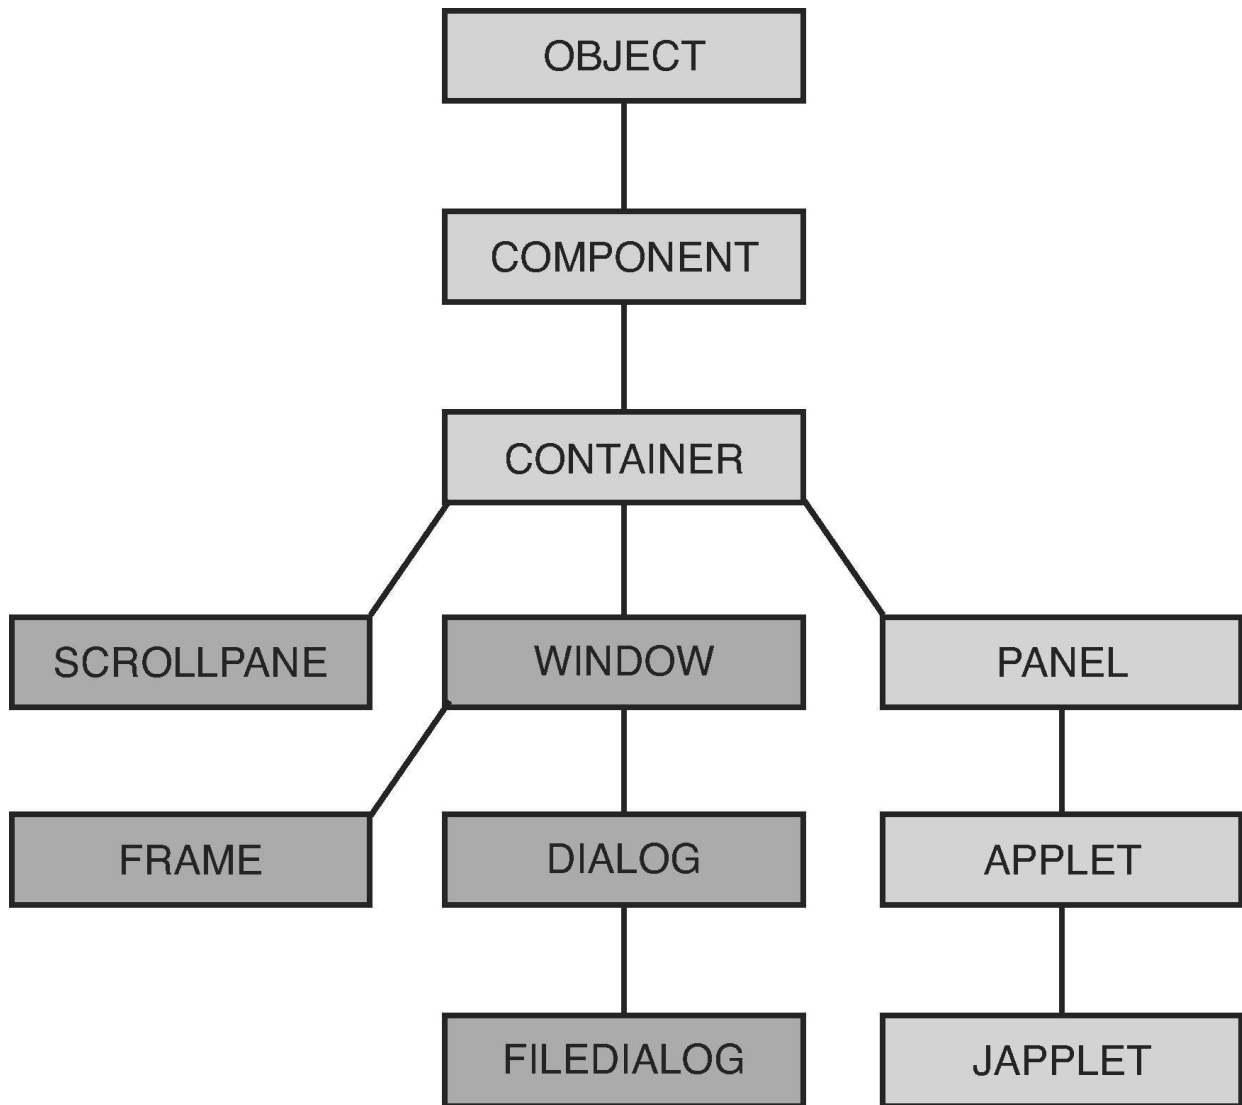 OBJECT
COMPONENT
CONTAINER
SCROLLPANE
WINDOW
PANEL
FRAME
DIALOG
APPLET
FILEDIALOG
JAPPLET